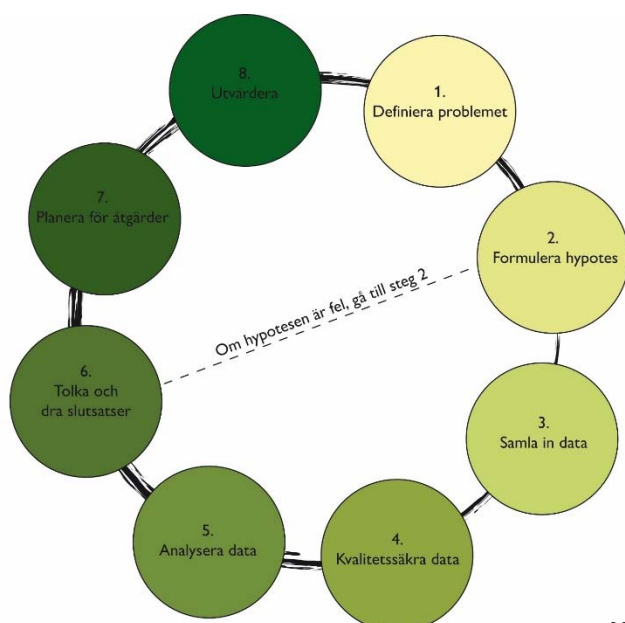 1.
Definiera problemet
2.
Formulera hypotes
3.
Samla in data
4.
Kvalitetssäkra data
5.
Analysera data
6.
Tolka och
dra slutsatser
7.
Planera för åtgärder
8.
Utvärdera
Om hypotesen är fel, gå till steg 2